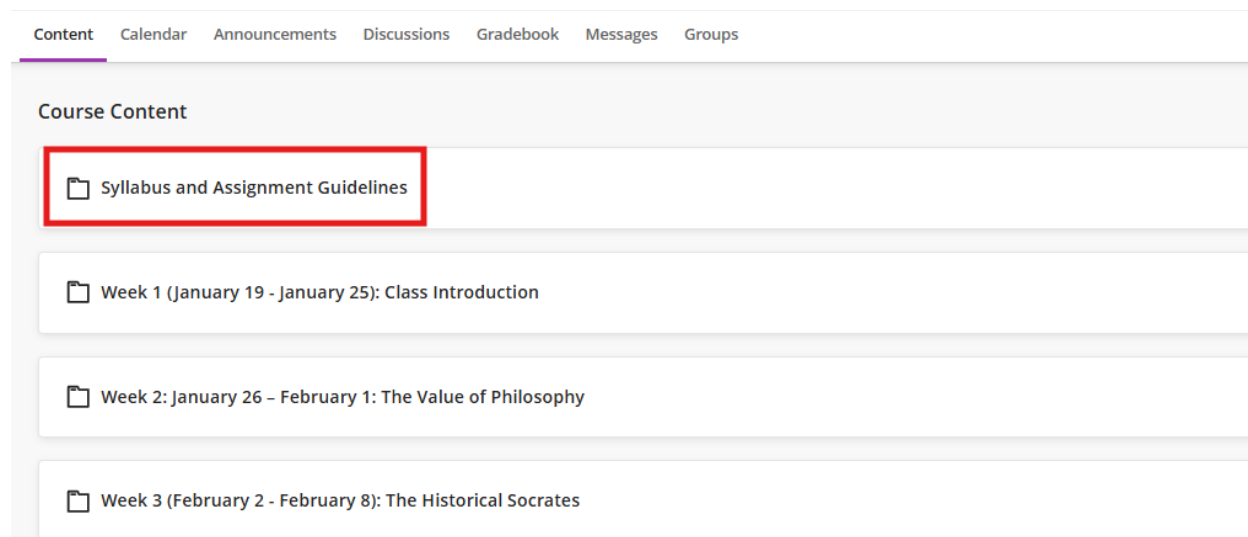 Content Calendar Announcements Discussions Gradebook Messages Groups
Course Content
Syllabus and Assignment Guidelines
Week 1 (January 19 - January 25): Class Introduction
Week 2: January 26 – February 1: The Value of Philosophy
Week 3 (February 2 - February 8): The Historical Socrates